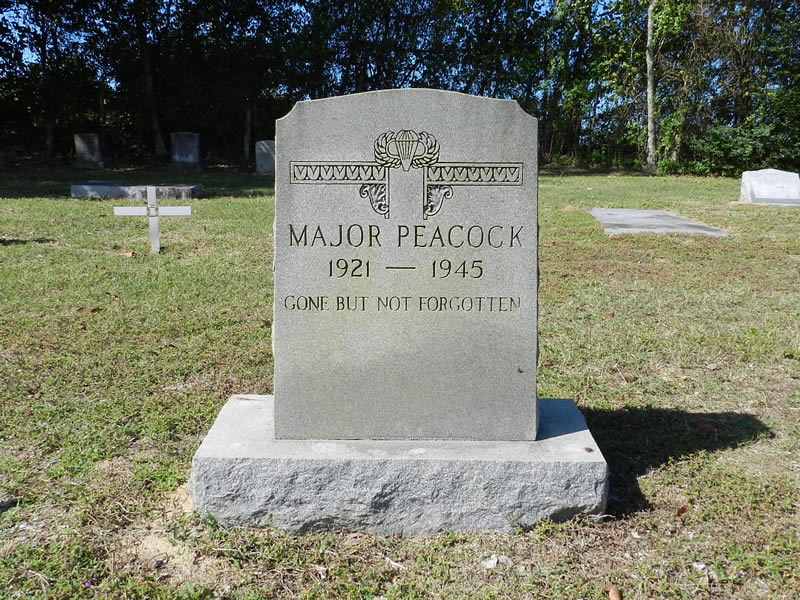 MAJOR PEACOCK
1921 — 1945
GONE BUT NOT FORGOTTEN